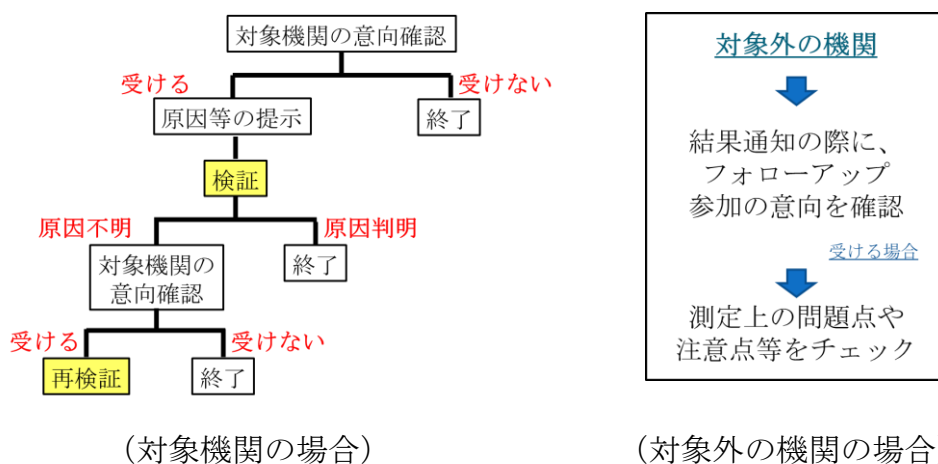 対象機関の意向確認
受ける
受けない
原因等の提示
終了
検証
原因不明
原因判明
対象機関の
意向確認
終了
受ける
受けない
再検証
終了
(対象機関の場合)
対象外の機関
結果通知の際に、
フォローアップ
参加の意向を確認
受ける場合
測定上の問題点や
注意点等をチェック
(対象外の機関の場合